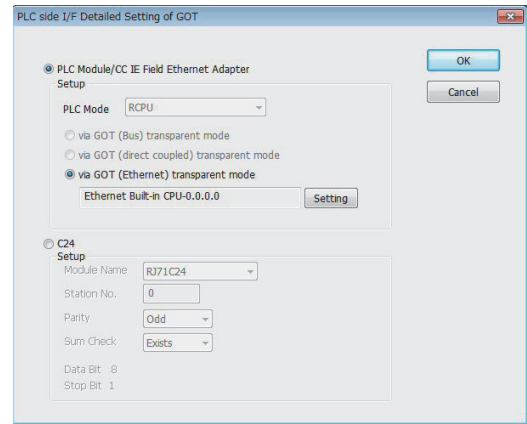 PLC side I/F Detailed Setting of GOT
PLC Module/CC IE Field Ethernet Adapter
OK
Setup
Cancel
PLC Mode RCPU
via GOT (Bus) transparent mode
via GOT (direct coupled) transparent mode
via GOT (Ethernet) transparent mode
Ethernet Built-in CPU-0.0.0.0 Setting
C24
Setup
Module Name RJ71C24
Station No. 0
Parity Odd
Sum Check Exists
Data Bit 8
Stop Bit 1